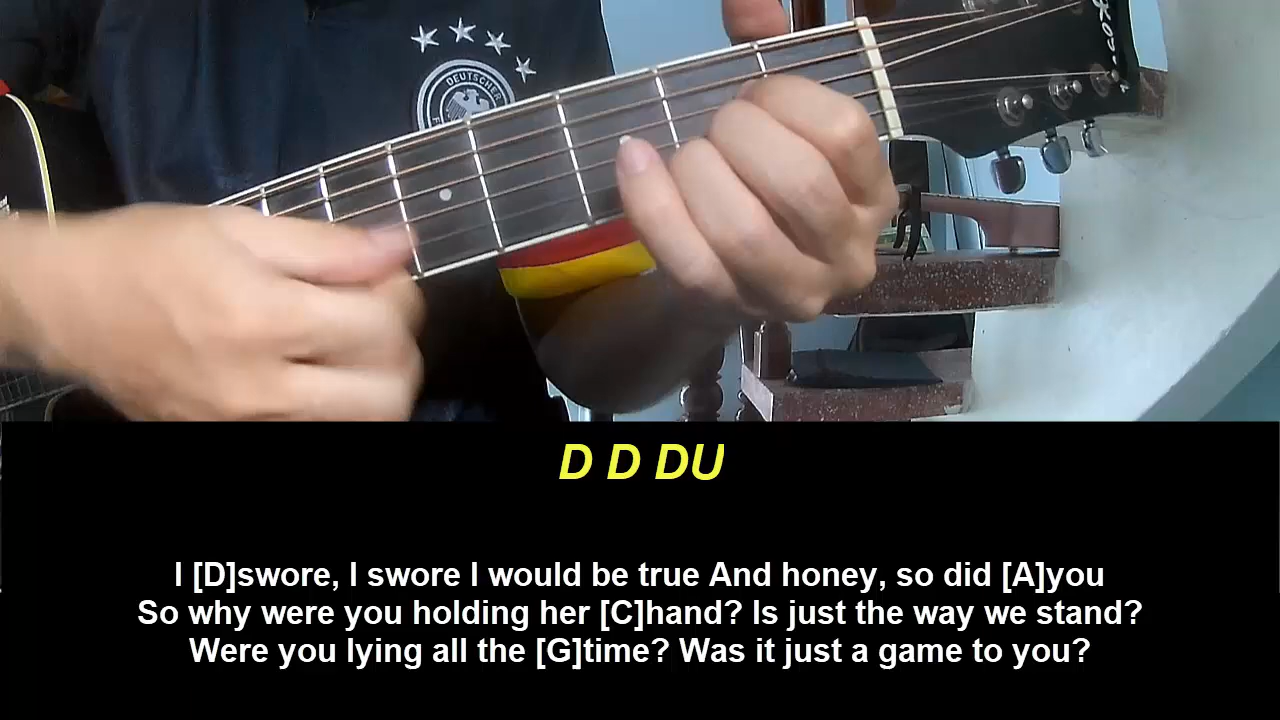 DEUTSCHER
D D DU
I [D]swore, I swore I would be true And honey, so did [A]you
So why were you holding her [C]hand? Is just the way we stand?
Were you lying all the [G]time? Was it just a game to you?